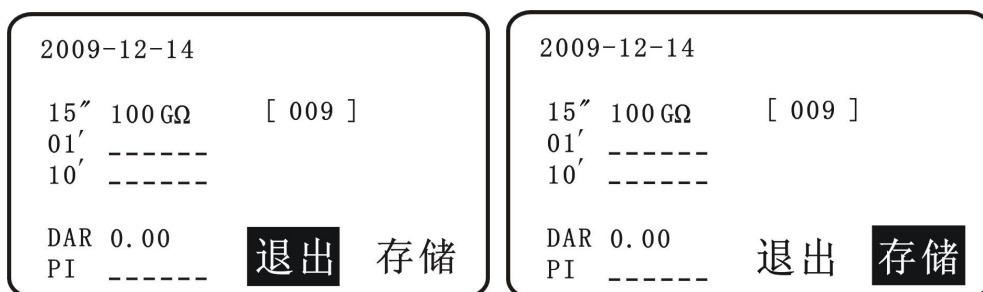 2009-12-14
15″ 100GΩ [ 009 ]
01′ ------
10′ ------
DAR 0.00
PI ------
退出 存储
2009-12-14
15″ 100GΩ [ 009 ]
01′ ------
10′ ------
DAR 0.00
PI ------
退出 存储